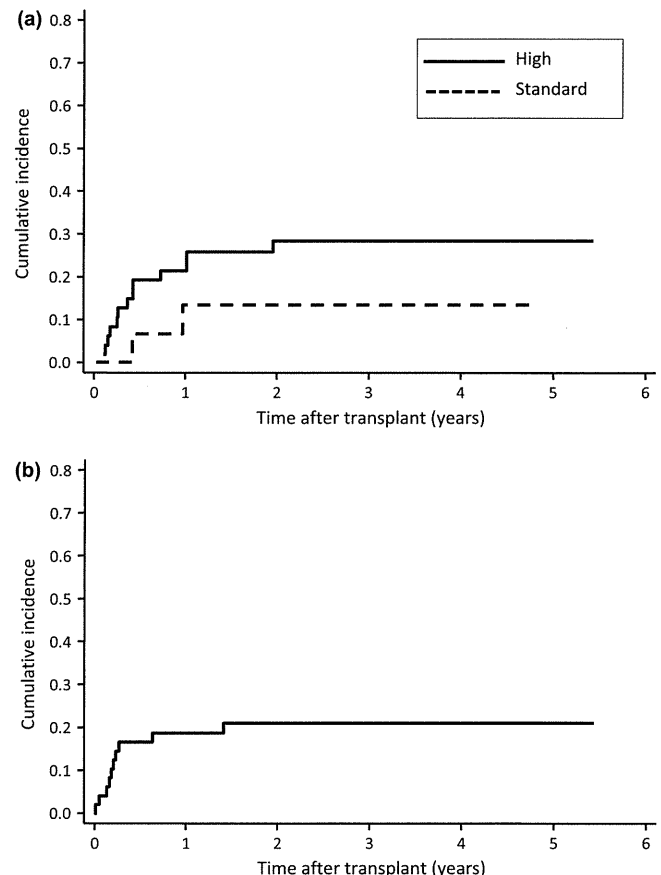 (a)
0.8
0.7
0.6
0.5
0.4
0.3
0.2
0.1
0.0
Cumulative incidence
High
Standard
0 1 2 3 4 5 6
Time after transplant (years)
(b)
0.8
0.7
0.6
0.5
0.4
0.3
0.2
0.1
0.0
Cumulative incidence
0 1 2 3 4 5 6
Time after transplant (years)